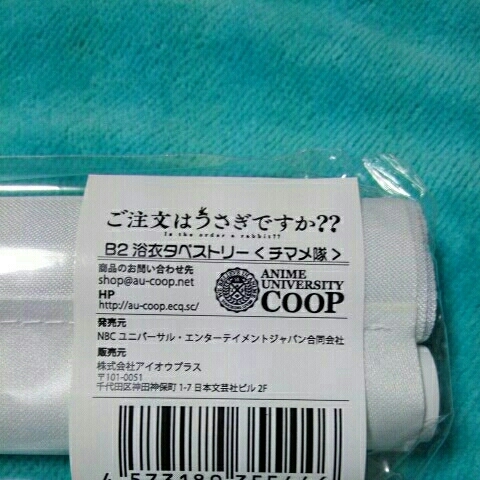 ご注文はうさぎですか??
Is the order a rabbit??
B2 浴衣タペストリー<チマメ隊>
商品のお問い合わせ先
shop@au-coop.net
HP
http://au-coop.ecq.sc/
ANIME
UNIVERSITY
COOP
発売元
NBC ユニバーサル・エンターテイメントジャパン合同会社
販売元
株式会社アイオウプラス
〒101-0051
千代田区神田神保町 1-7 日本文芸社ビル 2F